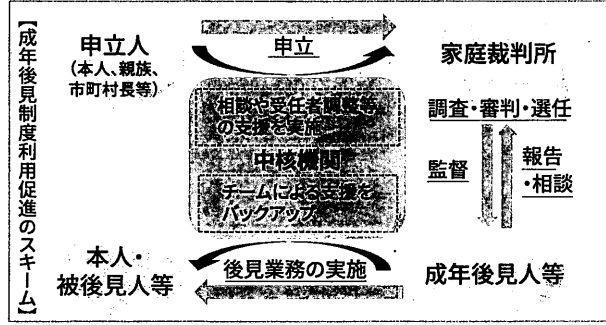 【成年後見制度利用促進のスキーム】
申立人
（本人、親族、
市町村長等）
申立
家庭裁判所
相談や受任者調整等
の支援を実施
調査・審判・選任
中核機関
監督
報告
・相談
チームによる支援を
バックアップ
本人・
被後見人等
後見業務の実施
成年後見人等